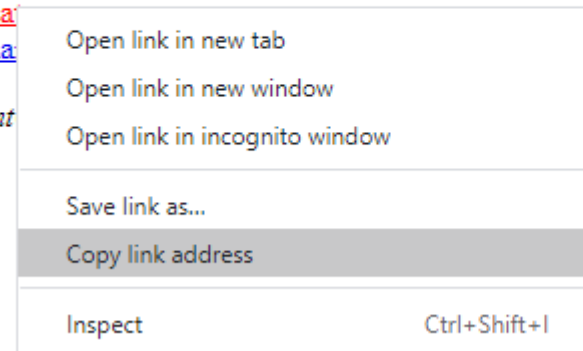 Open link in new tab
Open link in new window
Open link in incognito window
Save link as...
Copy link address
Inspect Ctrl+Shift+I